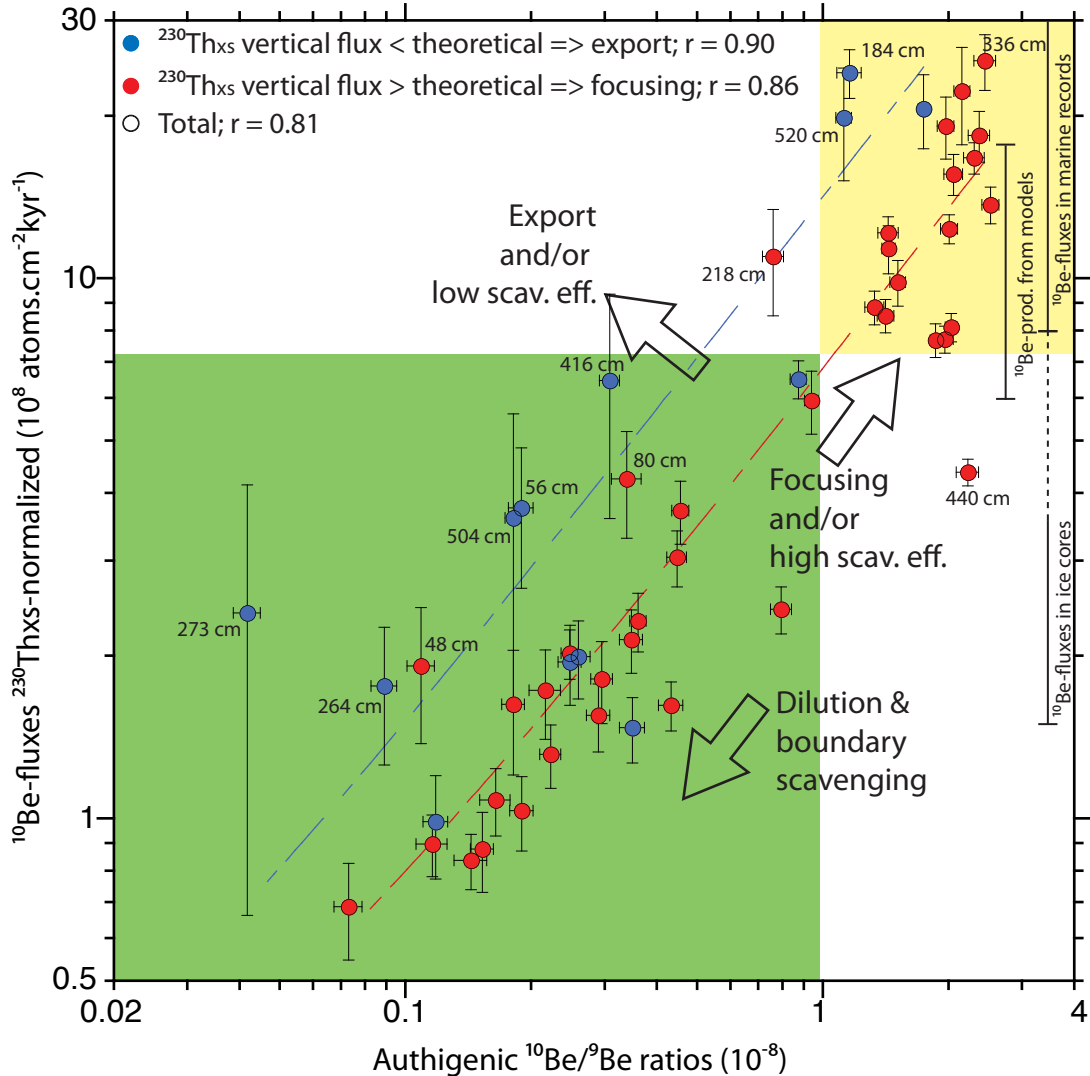 30
10
1
0.5
¹⁰Be-fluxes ²³⁰Thxs-normalized (10⁸ atoms.cm⁻²kyr⁻¹)
²³⁰Thxs vertical flux < theoretical => export; r = 0.90
²³⁰Thxs vertical flux > theoretical => focusing; r = 0.86
Total; r = 0.81
184 cm
336 cm
520 cm
Export
and/or
low scav. eff.
218 cm
416 cm
80 cm
56 cm
504 cm
273 cm
48 cm
264 cm
Focusing
and/or
high scav. eff.
440 cm
Dilution &
boundary
scavenging
¹⁰Be-prod. from models
¹⁰Be-fluxes in marine records
¹⁰Be-fluxes in ice cores
0.02
0.1
1
4
Authigenic ¹⁰Be/⁹Be ratios (10⁻⁸)